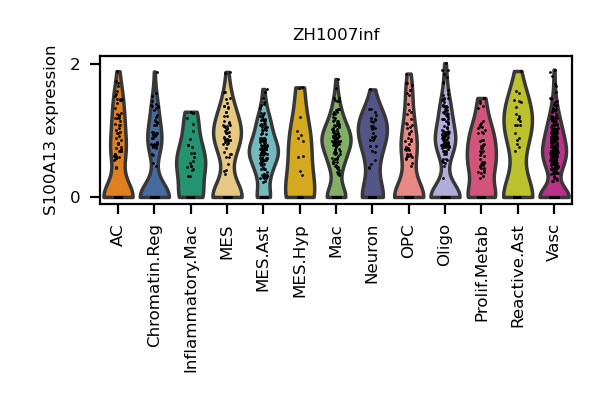 ZH1007inf
S100A13 expression
2
0
AC
Chromatin.Reg
Inflammatory.Mac
MES
MES.Ast
MES.Hyp
Mac
Neuron
OPC
Oligo
Prolif.Metab
Reactive.Ast
Vasc